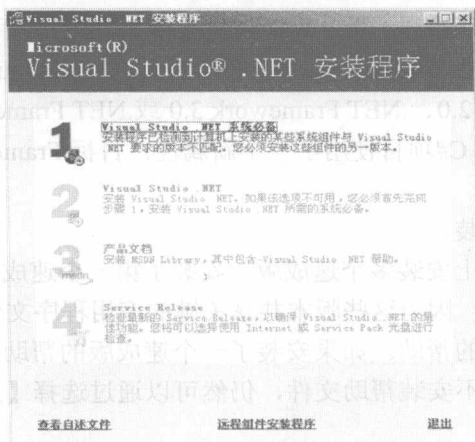 Visual Studio .NET 安装程序
Microsoft(R)
Visual Studio® .NET 安装程序
1 Visual Studio .NET 系统必备
安装程序已检测到计算机上安装的某些系统组件与 Visual Studio
.NET 要求的版本不匹配。您必须安装这些组件的另一版本。
2 Visual Studio .NET
安装 Visual Studio .NET。如果该选项不可用，您必须首先完成
步骤 1，安装 Visual Studio .NET 所需的系统必备。
3 产品文档
安装 MSDN Library，其中包含 Visual Studio .NET 帮助。
msdn
4 Service Release
检查最新的 Service Release，以确保 Visual Studio .NET 的最
佳功能。您将可以选择使用 Internet 或 Service Pack 光盘进行
检查。
查看自述文件 远程组件安装程序 退出